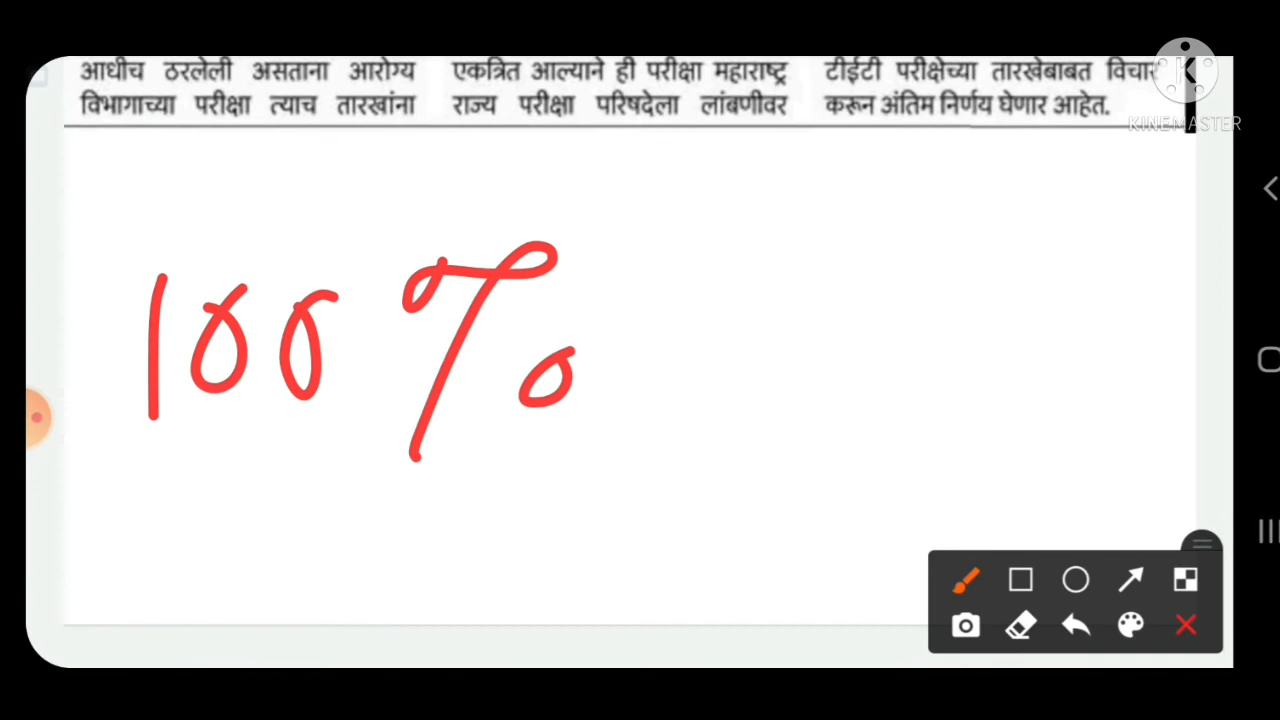 आधीच ठरलेली असताना आरोग्य
विभागाच्या परीक्षा त्याच तारखांना
एकत्रित आल्याने ही परीक्षा महाराष्ट्र
राज्य परीक्षा परिषदेला लांबणीवर
टीईटी परीक्षेच्या तारखेबाबत विचार
करून अंतिम निर्णय घेणार आहेत.
KINEMASTER
100 %